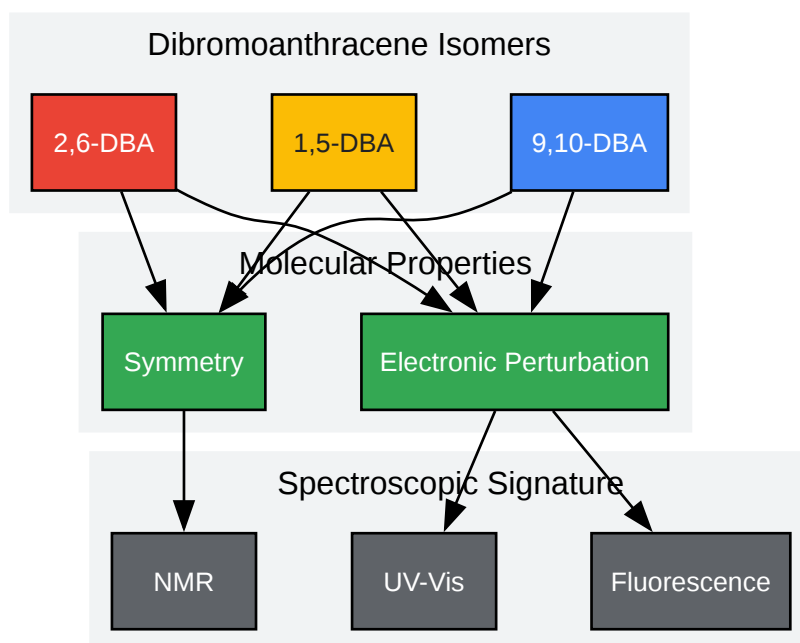 Dibromoanthracene Isomers
2,6-DBA
1,5-DBA
9,10-DBA
Molecular Properties
Symmetry
Electronic Perturbation
Spectroscopic Signature
NMR
UV-Vis
Fluorescence